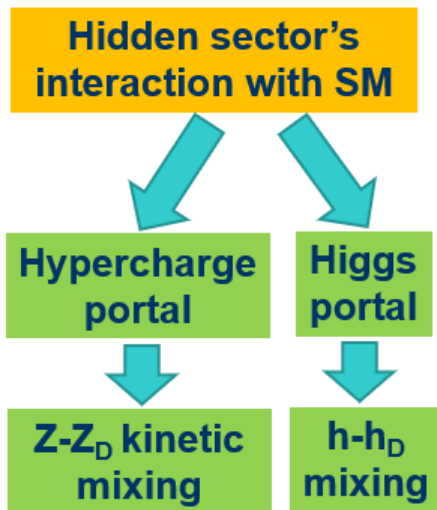 Hidden sector's
interaction with SM
Hypercharge
portal
Higgs
portal
Z-Z_D kinetic
mixing
h-h_D
mixing